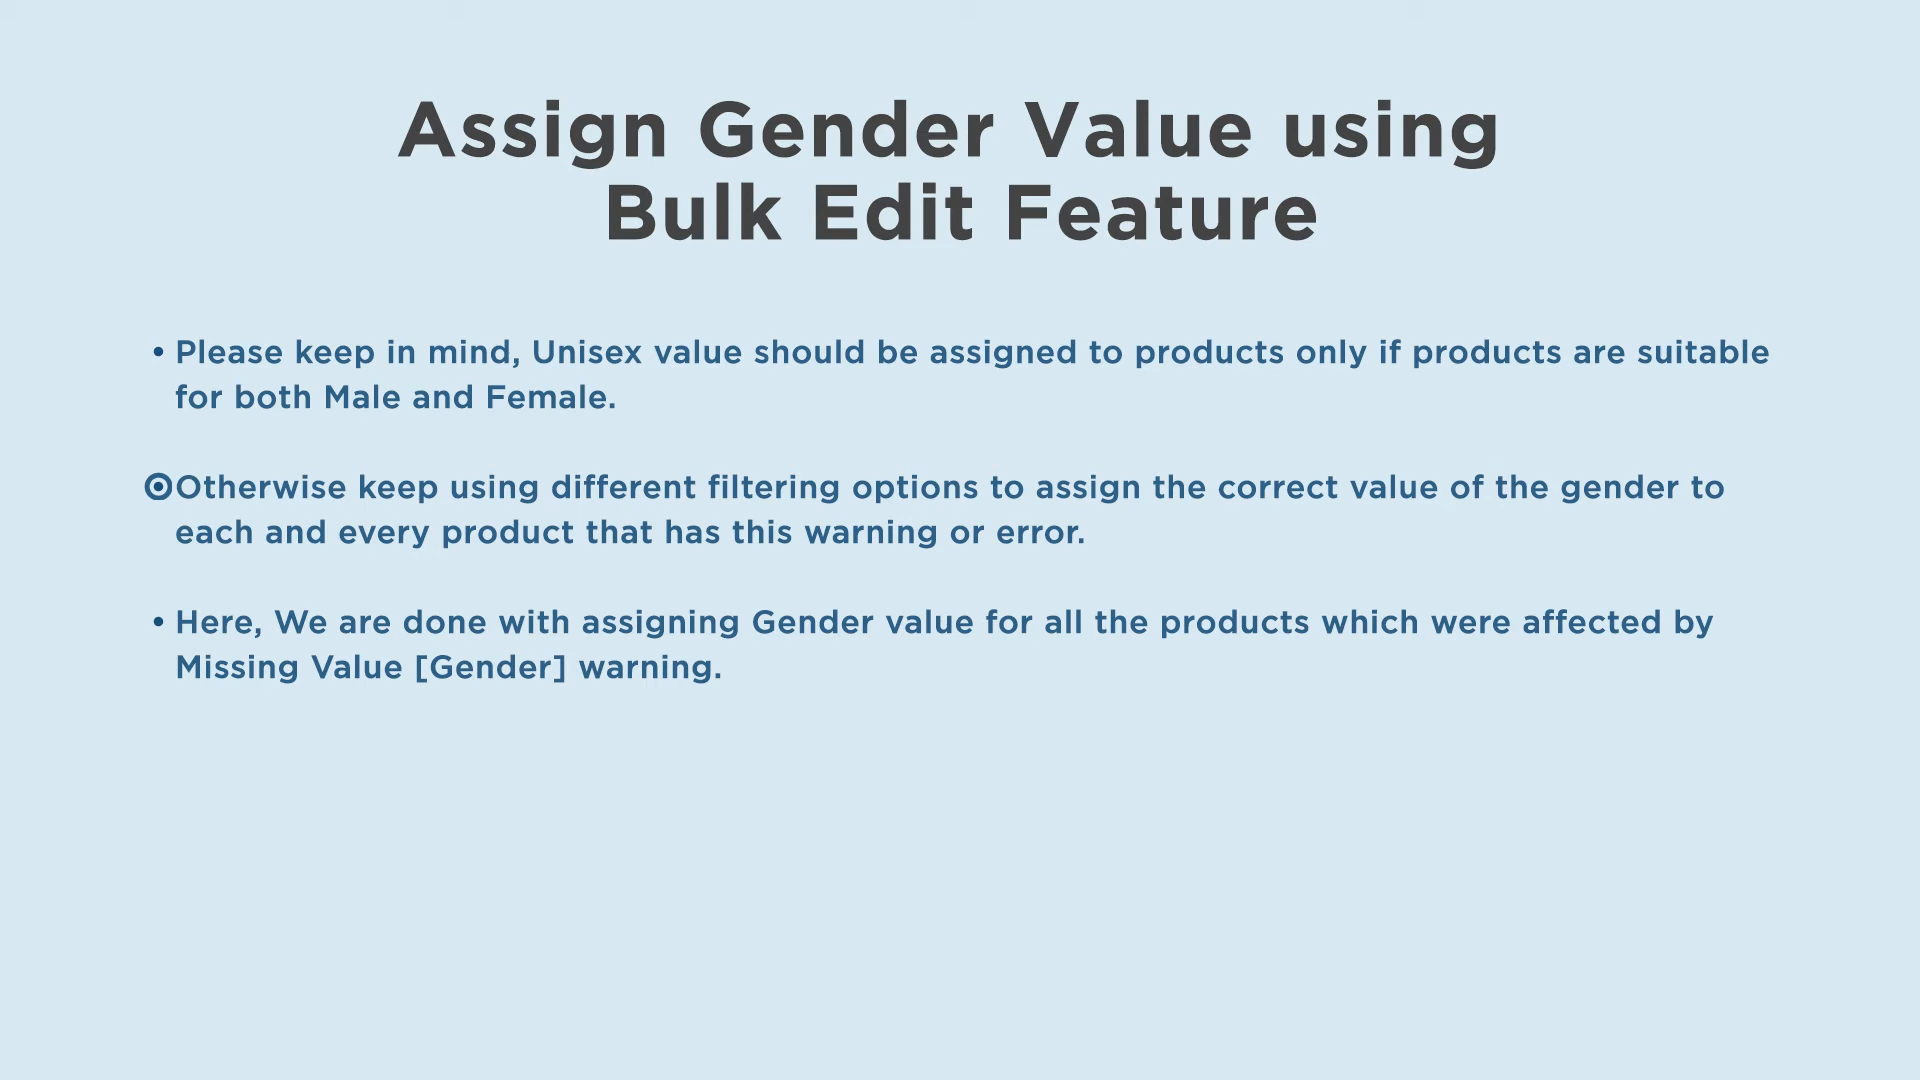 Assign Gender Value using
Bulk Edit Feature
• Please keep in mind, Unisex value should be assigned to products only if products are suitable
for both Male and Female.
• Otherwise keep using different filtering options to assign the correct value of the gender to
each and every product that has this warning or error.
• Here, We are done with assigning Gender value for all the products which were affected by
Missing Value [Gender] warning.